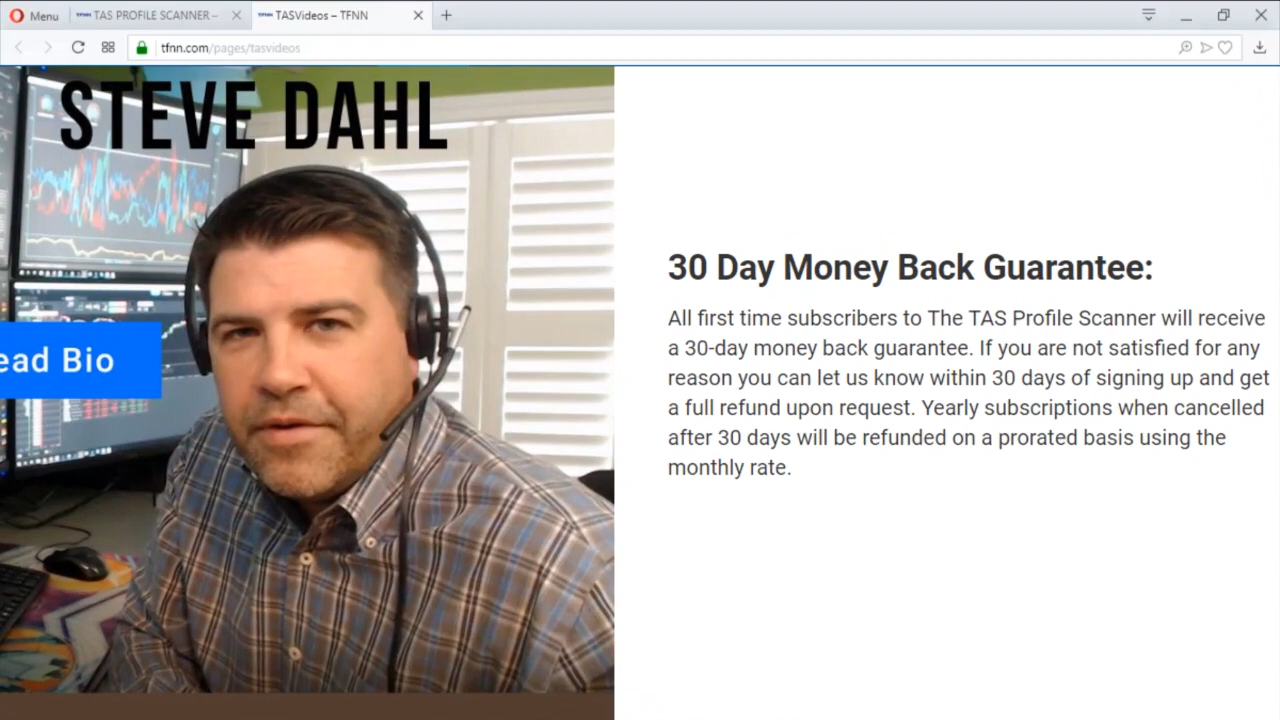 Menu
TAS PROFILE SCANNER –
TASVideos – TFNN
tfnn.com/pages/tasvideos
STEVE DAHL
ead Bio
30 Day Money Back Guarantee:
All first time subscribers to The TAS Profile Scanner will receive
a 30-day money back guarantee. If you are not satisfied for any
reason you can let us know within 30 days of signing up and get
a full refund upon request. Yearly subscriptions when cancelled
after 30 days will be refunded on a prorated basis using the
monthly rate.